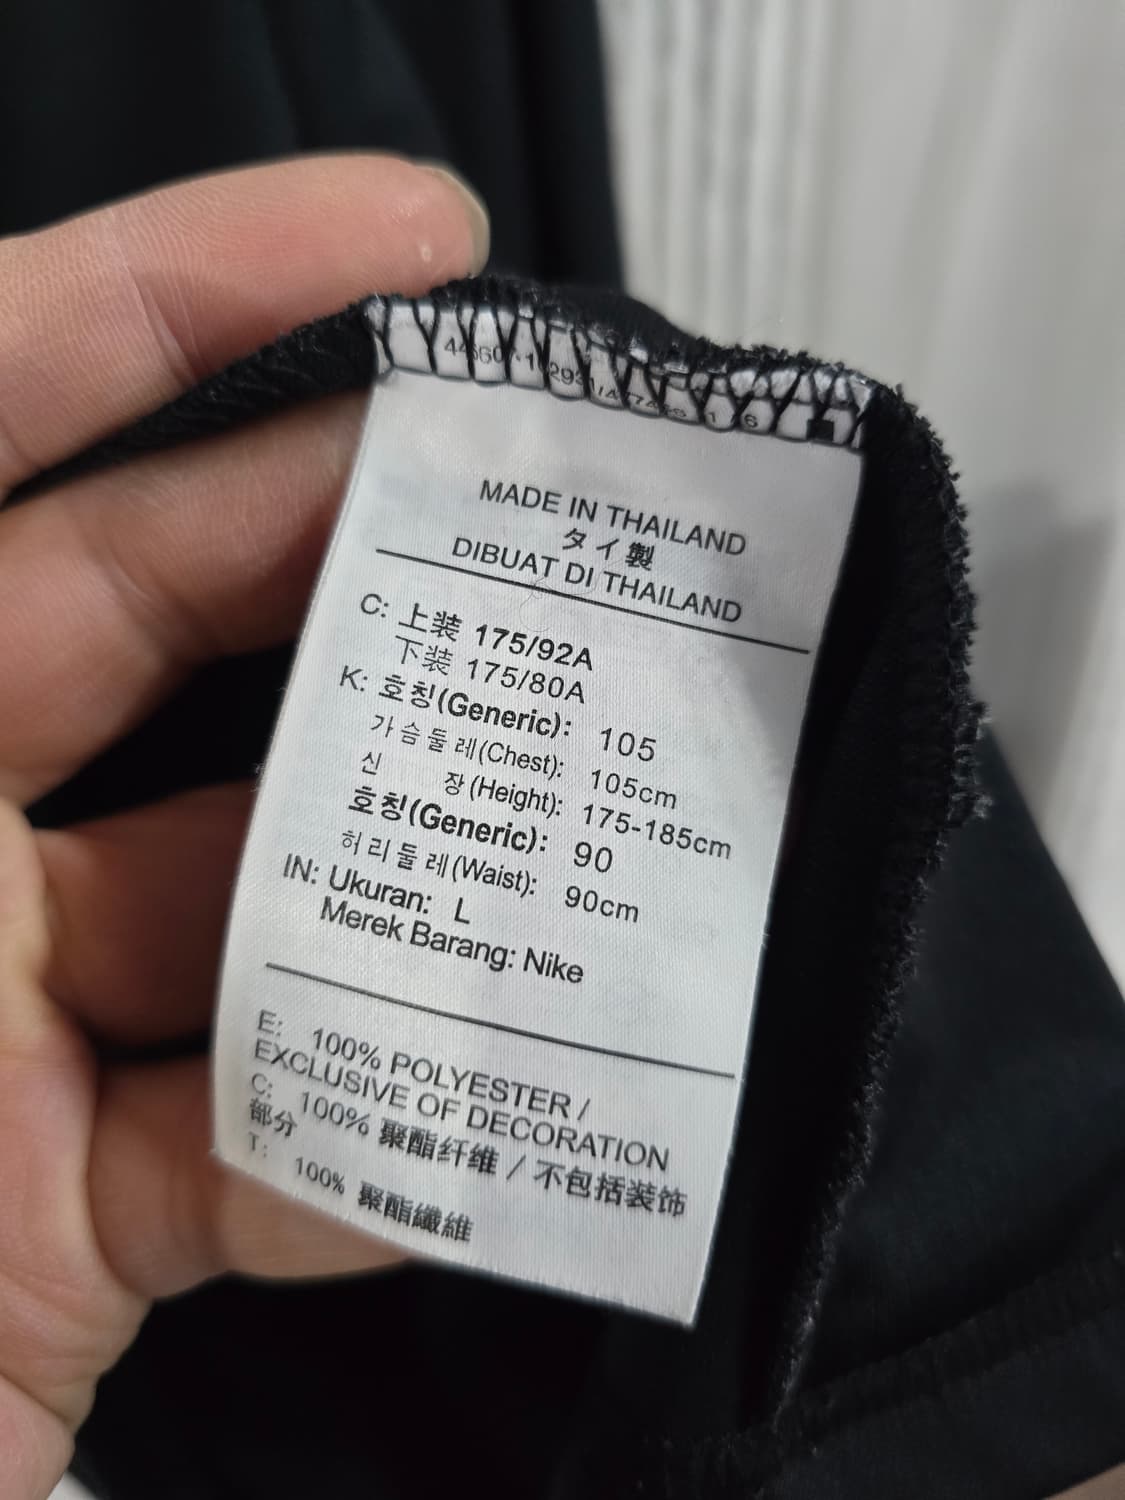 MADE IN THAILAND
タイ製
DIBUAT DI THAILAND
C: 上装 175/92A
下装 175/80A
K: 호칭(Generic): 105
가슴둘레(Chest): 105cm
신 장(Height): 175-185cm
호칭(Generic): 90
허리둘레(Waist): 90cm
IN: Ukuran: L
Merek Barang: Nike
E: 100% POLYESTER /
EXCLUSIVE OF DECORATION
C: 100% 聚酯纤维 / 不包括装饰
部分
T: 100% 聚酯纖維